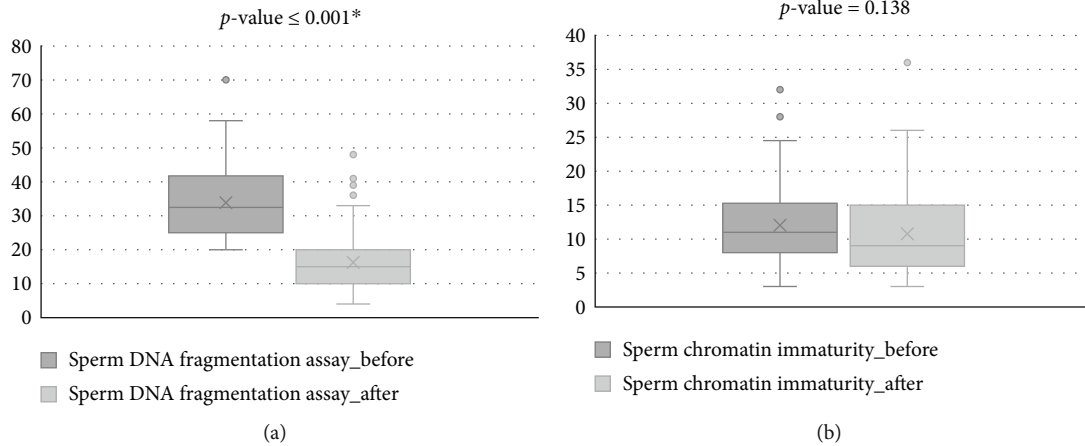 p-value ≤ 0.001*
80
70
60
50
40
30
20
10
0
Sperm DNA fragmentation assay_before
Sperm DNA fragmentation assay_after
(a)
p-value = 0.138
40
35
30
25
20
15
10
5
0
Sperm chromatin immaturity_before
Sperm chromatin immaturity_after
(b)